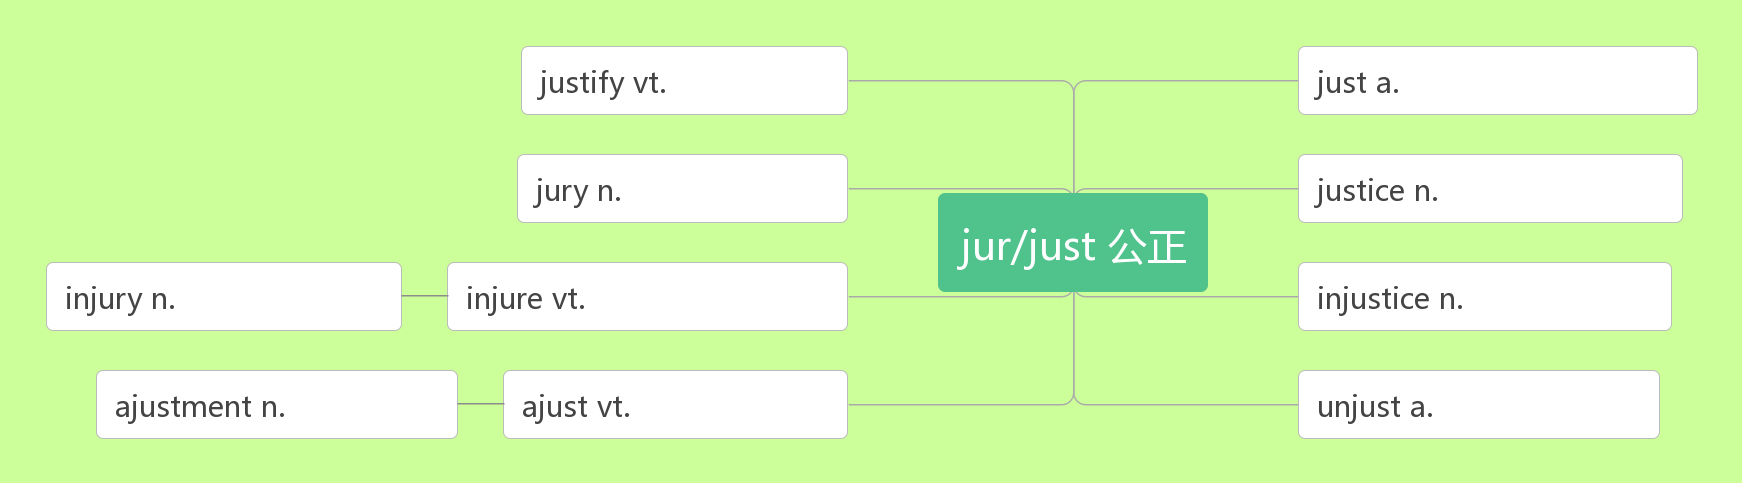 justify vt.
just a.
jury n.
justice n.
jur/just 公正
injury n.
injure vt.
injustice n.
ajustment n.
ajust vt.
unjust a.